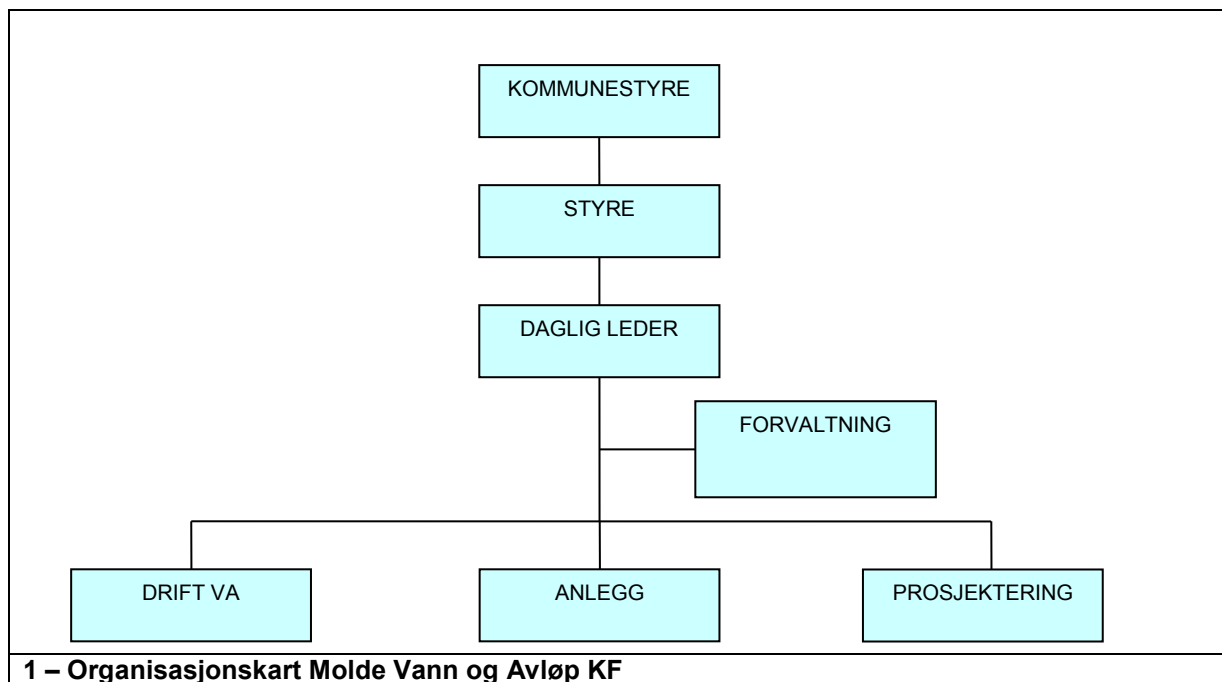 KOMMUNESTYRE
STYRE
DAGLIG LEDER
FORVALTNING
DRIFT VA
ANLEGG
PROSJEKTERING
1 – Organisasjonskart Molde Vann og Avløp KF